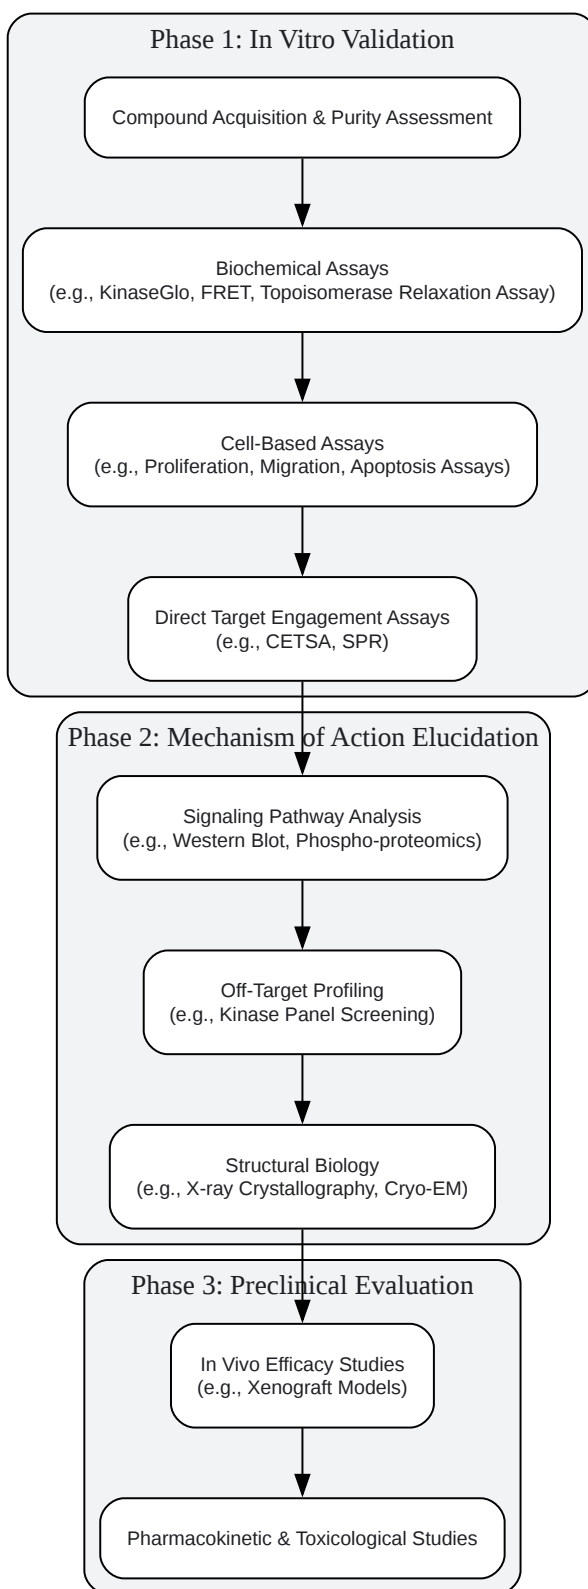 Phase 1: In Vitro Validation
Compound Acquisition & Purity Assessment
Biochemical Assays
(e.g., KinaseGlo, FRET, Topoisomerase Relaxation Assay)
Cell-Based Assays
(e.g., Proliferation, Migration, Apoptosis Assays)
Direct Target Engagement Assays
(e.g., CETSA, SPR)
Phase 2: Mechanism of Action Elucidation
Signaling Pathway Analysis
(e.g., Western Blot, Phospho-proteomics)
Off-Target Profiling
(e.g., Kinase Panel Screening)
Structural Biology
(e.g., X-ray Crystallography, Cryo-EM)
Phase 3: Preclinical Evaluation
In Vivo Efficacy Studies
(e.g., Xenograft Models)
Pharmacokinetic & Toxicological Studies